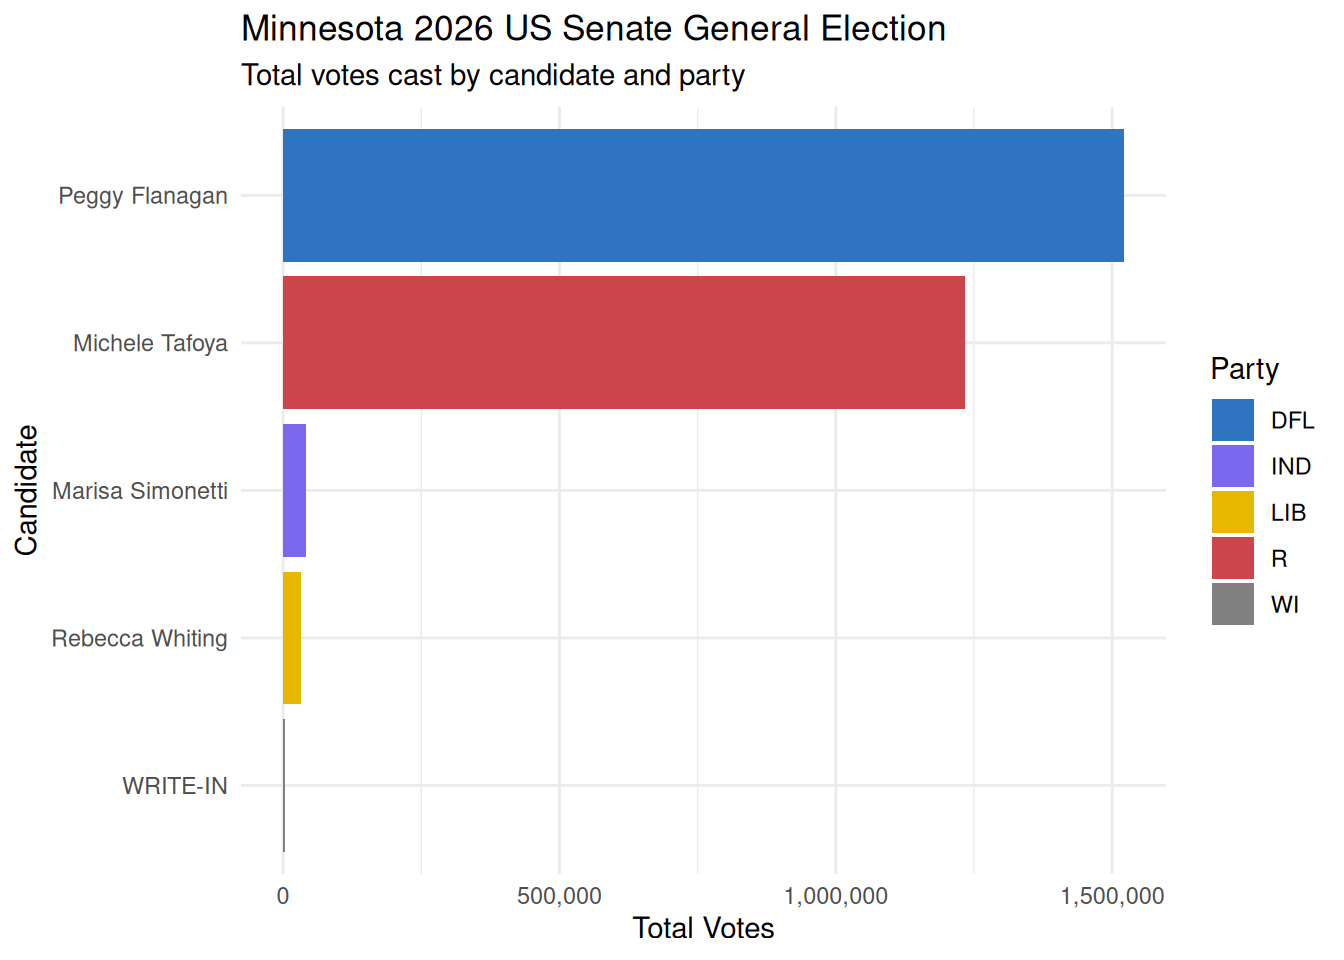 Minnesota 2026 US Senate General Election
Total votes cast by candidate and party
Peggy Flanagan
Michele Tafoya
Marisa Simonetti
Rebecca Whiting
WRITE-IN
Candidate
0
500,000
1,000,000
1,500,000
Total Votes
Party
DFL
IND
LIB
R
WI